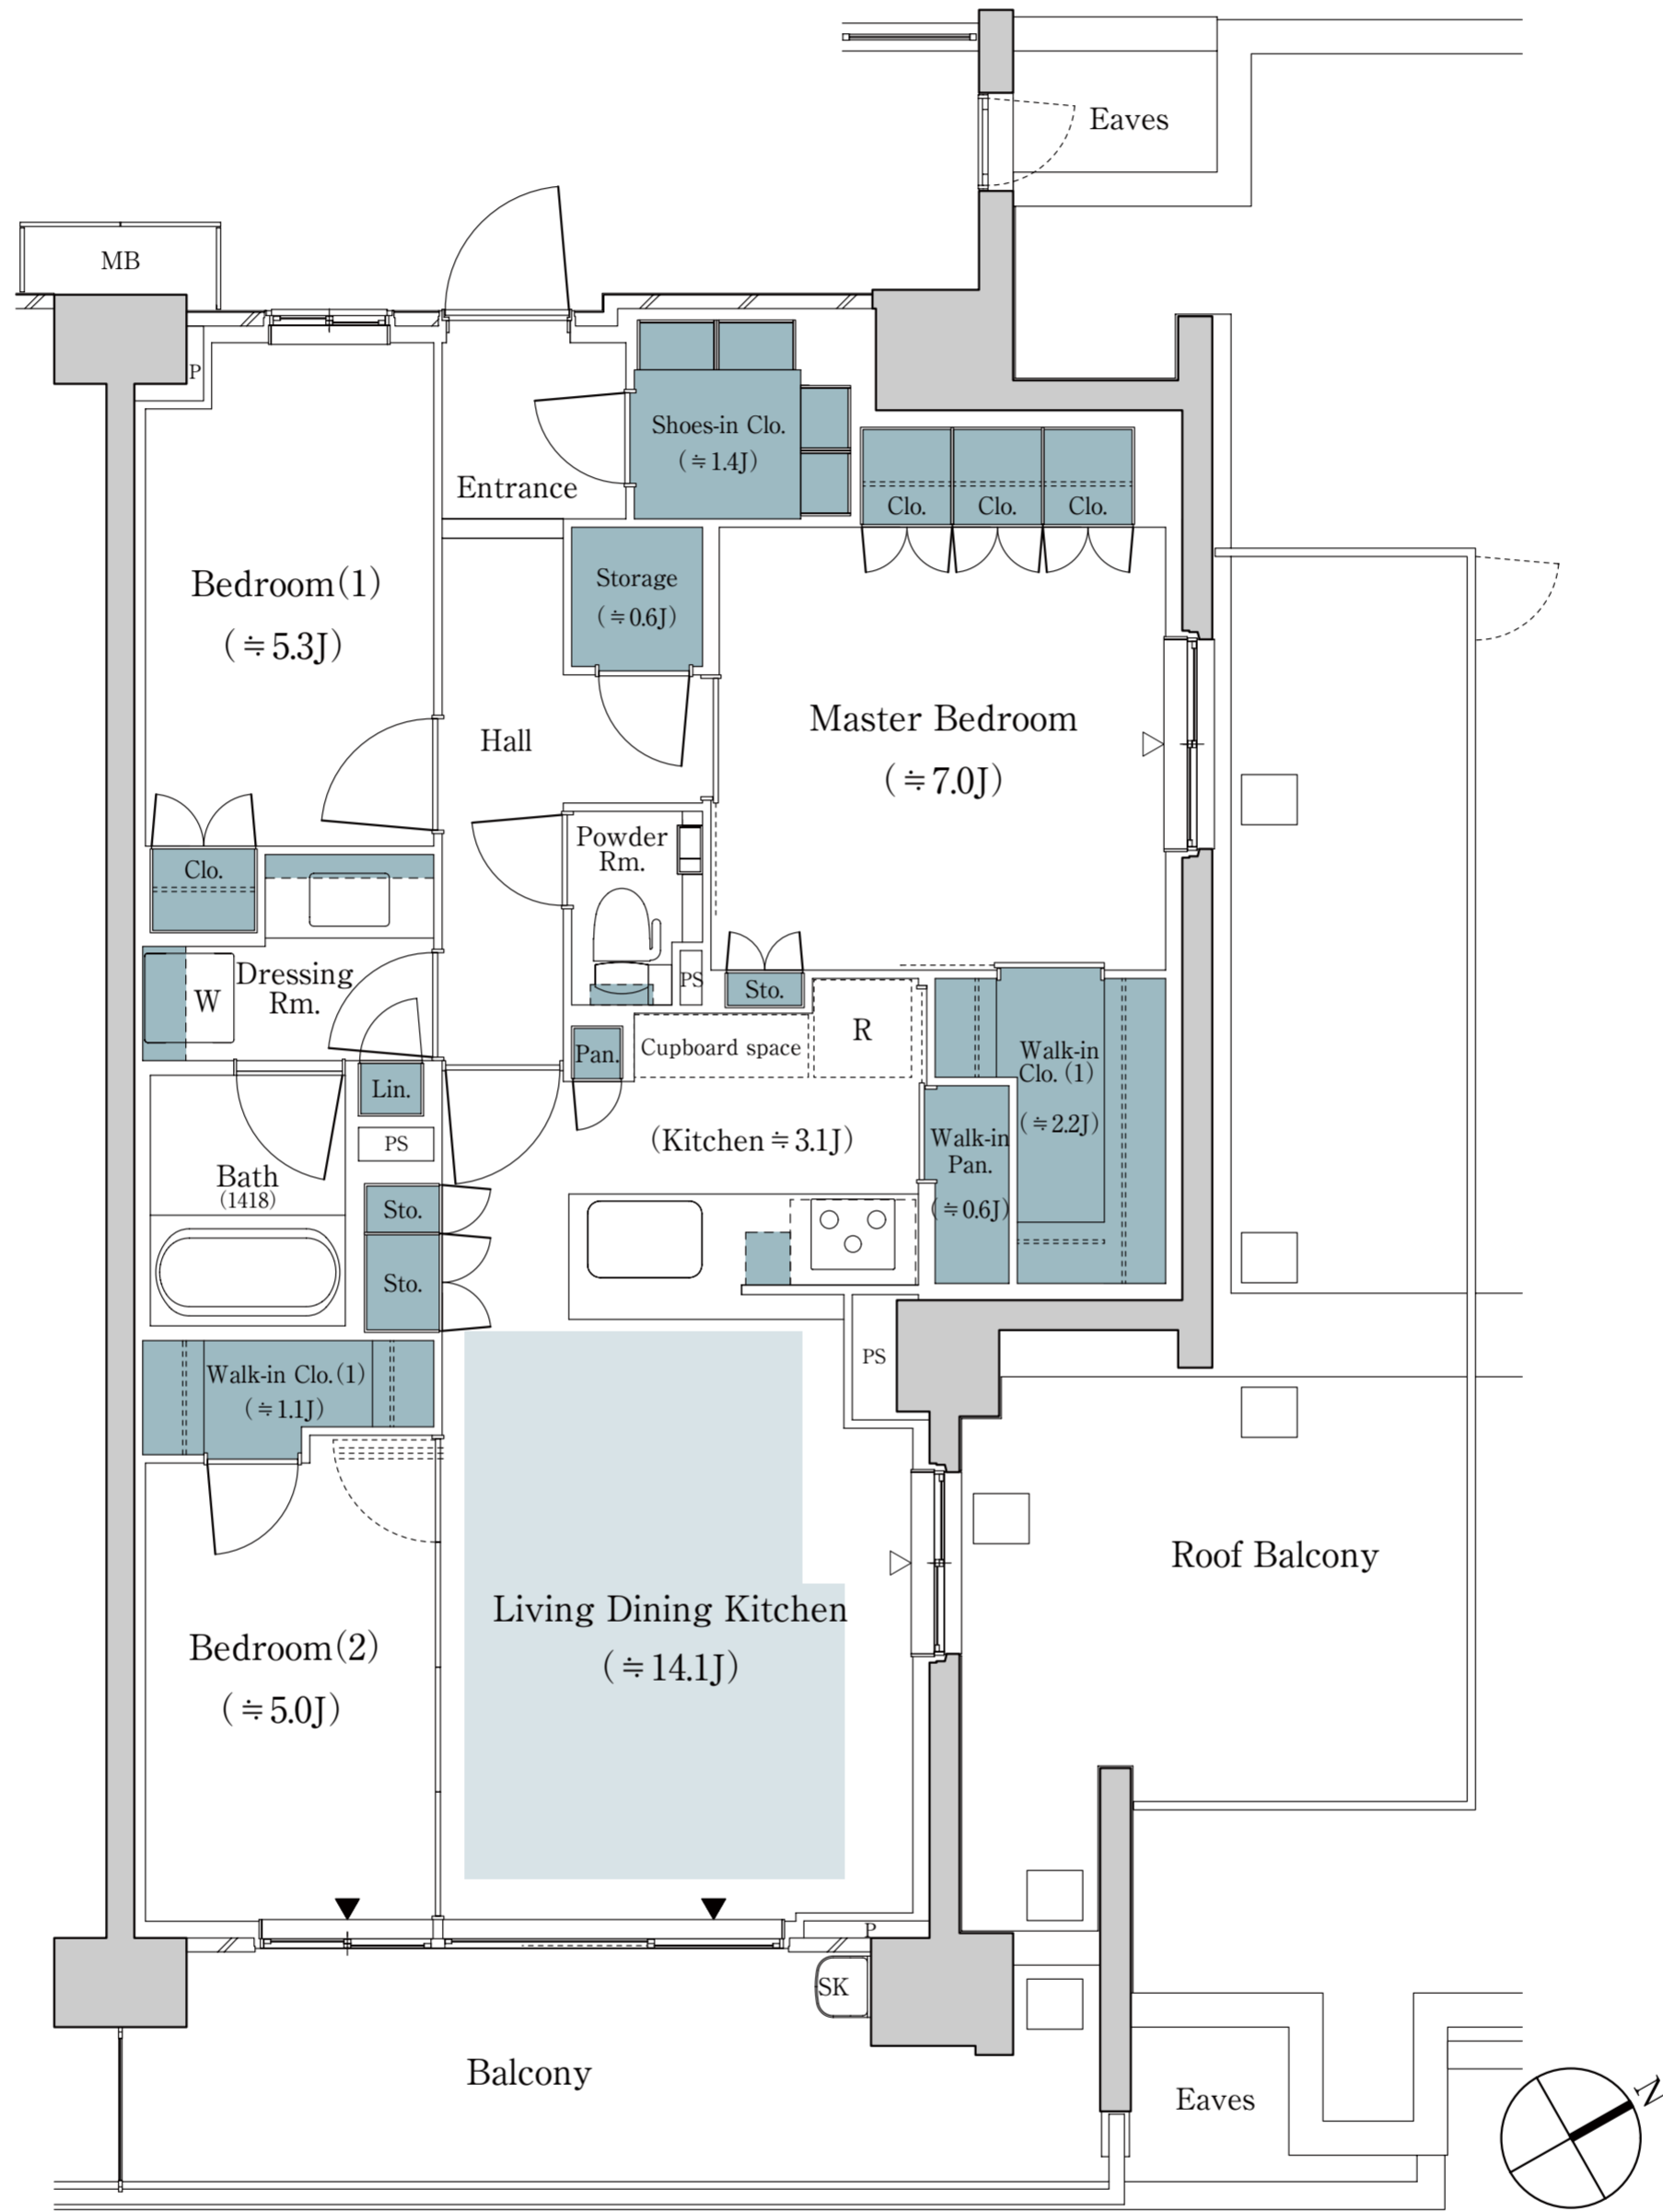 Eaves
MB
P
Shoes-in Clo.
(≒1.4J)
Entrance
Clo.
Clo.
Clo.
Bedroom(1)
(≒5.3J)
Storage
(≒0.6J)
Hall
Master Bedroom
(≒7.0J)
Powder
Rm.
Clo.
Dressing
Rm.
W
PS
Sto.
Pan.
Cupboard space
R
Walk-in
Clo. (1)
(≒2.2J)
Lin.
PS
(Kitchen≒3.1J)
Walk-in
Pan.
(≒0.6J)
Bath
(1418)
Sto.
Sto.
PS
Walk-in Clo.(1)
(≒1.1J)
Roof Balcony
Living Dining Kitchen
(≒14.1J)
Bedroom(2)
(≒5.0J)
P
SK
Balcony
Eaves
N